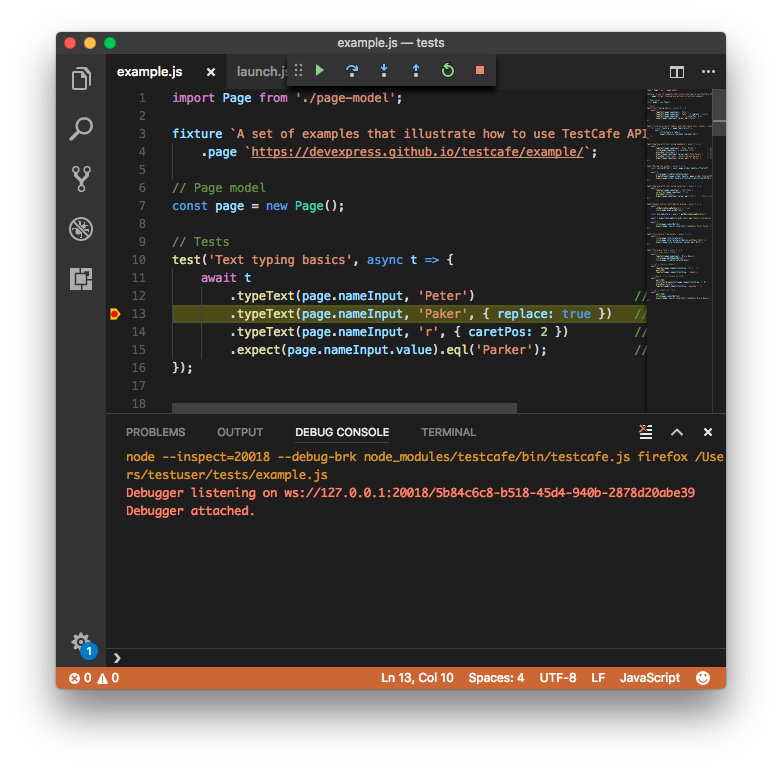 example.js — tests
example.js
launch.js
1 import Page from './page-model';
2
3 fixture `A set of examples that illustrate how to use TestCafe API
4 .page `https://devexpress.github.io/testcafe/example/`;
5
6 // Page model
7 const page = new Page();
8
9 // Tests
10 test('Text typing basics', async t => {
11 await t
12 .typeText(page.nameInput, 'Peter') //
13 .typeText(page.nameInput, 'Paker', { replace: true }) //
14 .typeText(page.nameInput, 'r', { caretPos: 2 }) //
15 .expect(page.nameInput.value).eql('Parker'); //
16 });
17
18
PROBLEMS OUTPUT DEBUG CONSOLE TERMINAL
node --inspect=20018 --debug-brk node_modules/testcafe/bin/testcafe.js firefox /Use
rs/testuser/tests/example.js
Debugger listening on ws://127.0.0.1:20018/5b84c6c8-b518-45d4-940b-2878d20abe39
Debugger attached.
1
0 0 Ln 13, Col 10 Spaces: 4 UTF-8 LF JavaScript